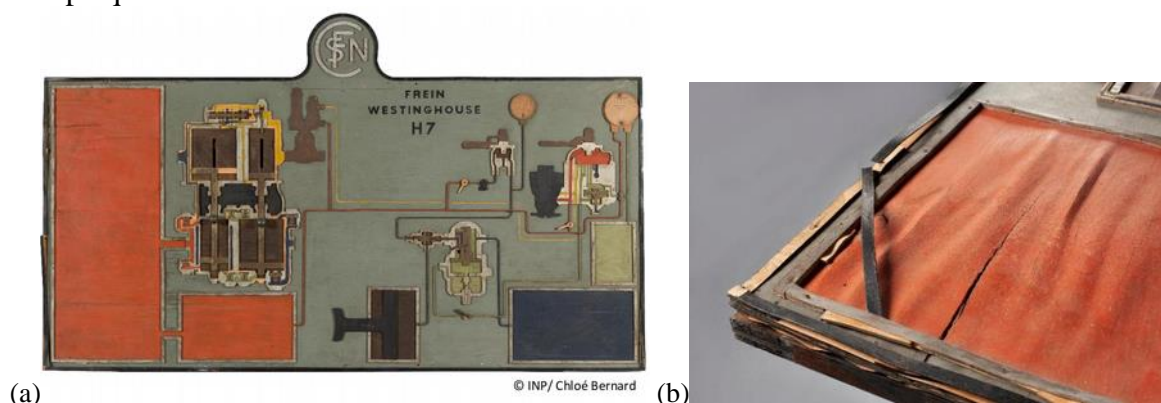 SNCF
FREIN
WESTINGHOUSE
H7
© INP/ Chloé Bernard
(a) (b)